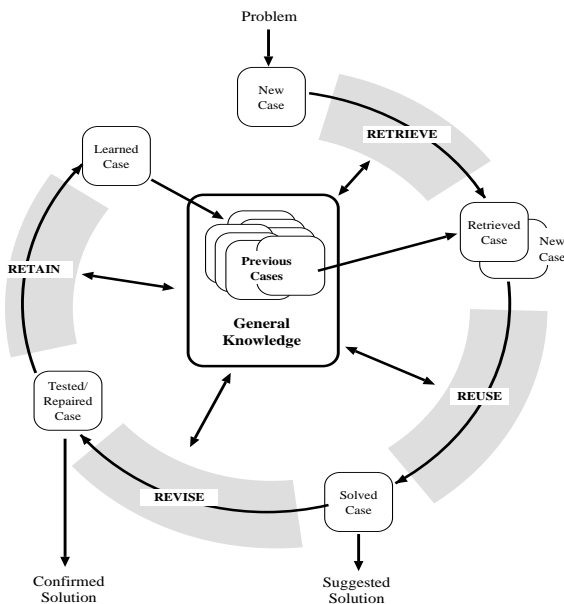 Problem
New
Case
RETRIEVE
Learned
Case
Retrieved
Case
New
Case
Previous
Cases
General
Knowledge
RETAIN
REUSE
Tested/
Repaired
Case
REVISE
Solved
Case
Confirmed
Solution
Suggested
Solution